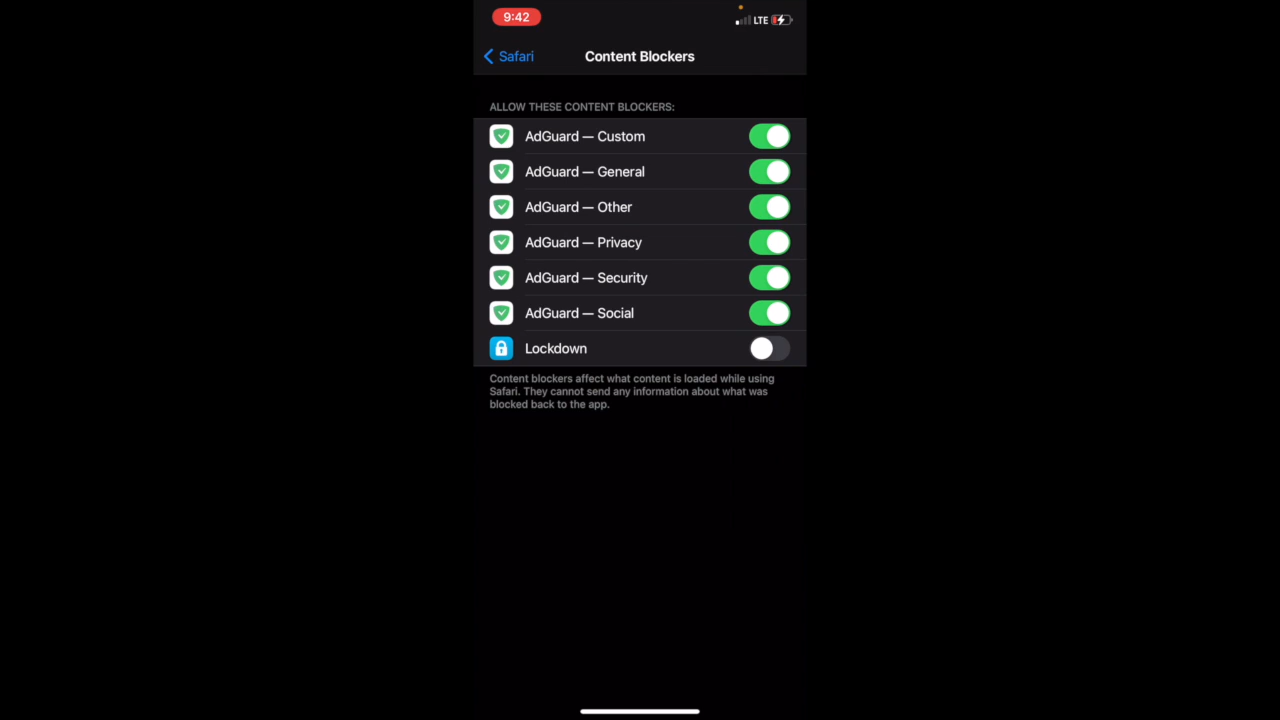 9:42
LTE
Safari
Content Blockers
ALLOW THESE CONTENT BLOCKERS:
AdGuard — Custom
AdGuard — General
AdGuard — Other
AdGuard — Privacy
AdGuard — Security
AdGuard — Social
Lockdown
Content blockers affect what content is loaded while using
Safari. They cannot send any information about what was
blocked back to the app.